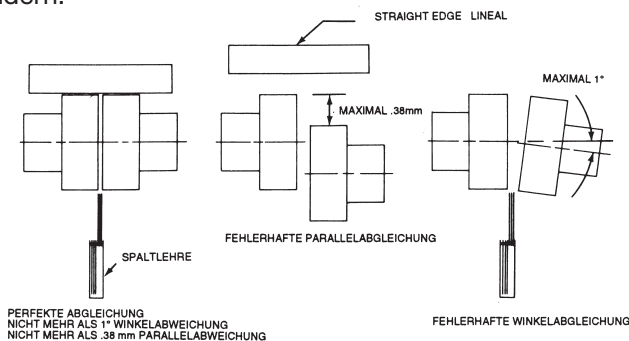 ndern.
STRAIGHT EDGE LINEAL
MAXIMAL .38mm
MAXIMAL 1°
SPALTLEHRE
FEHLERHAFTE PARALLELABGLEICHUNG
PERFEKTE ABGLEICHUNG
NICHT MEHR ALS 1° WINKELABWEICHUNG
NICHT MEHR ALS .38 mm PARALLELABWEICHUNG
FEHLERHAFTE WINKELABGLEICHUNG